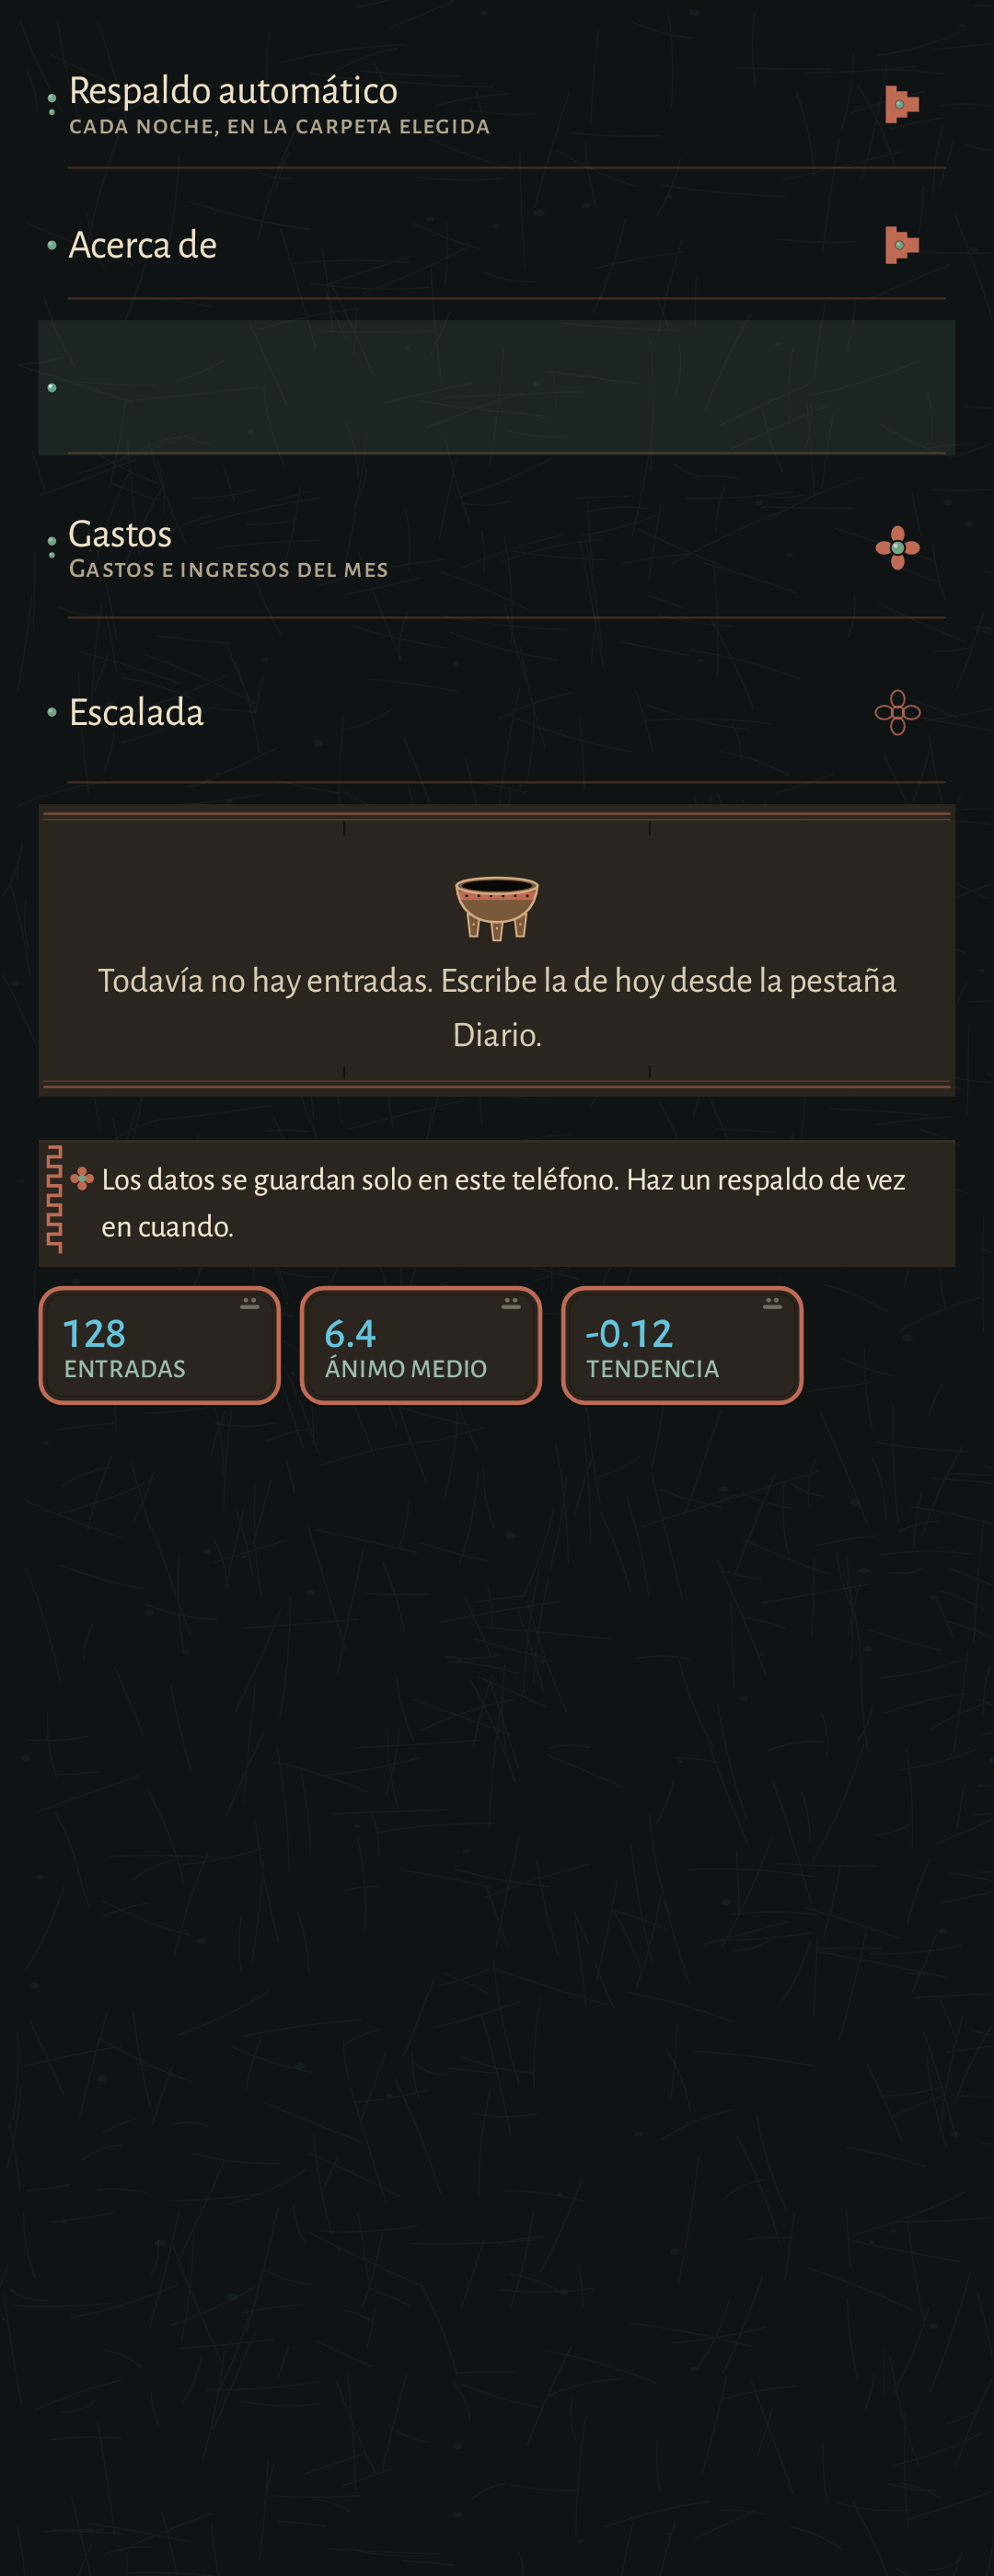 Respaldo automático
CADA NOCHE, EN LA CARPETA ELEGIDA
Acerca de
Gastos
GASTOS E INGRESOS DEL MES
Escalada
Todavía no hay entradas. Escribe la de hoy desde la pestaña
Diario.
Los datos se guardan solo en este teléfono. Haz un respaldo de vez
en cuando.
128
ENTRADAS
6.4
ÁNIMO MEDIO
-0.12
TENDENCIA